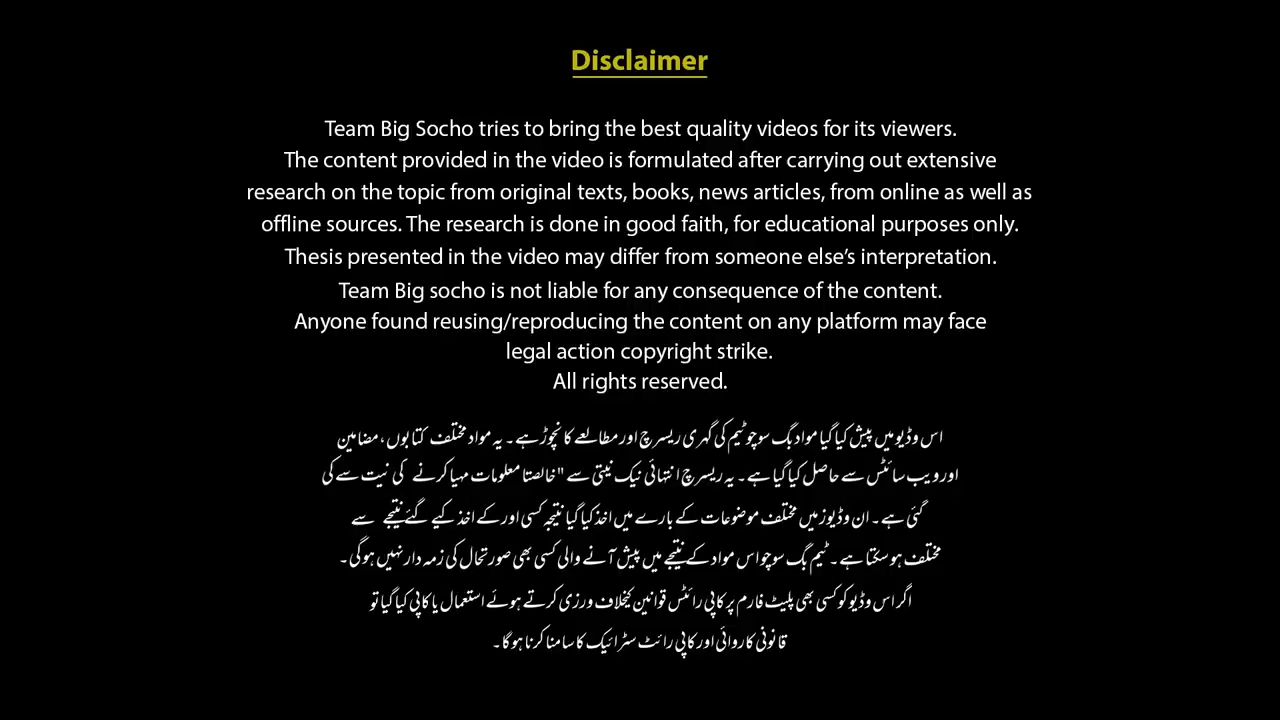 Disclaimer
Team Big Socho tries to bring the best quality videos for its viewers.
The content provided in the video is formulated after carrying out extensive
research on the topic from original texts, books, news articles, from online as well as
offline sources. The research is done in good faith, for educational purposes only.
Thesis presented in the video may differ from someone else’s interpretation.
Team Big socho is not liable for any consequence of the content.
Anyone found reusing/reproducing the content on any platform may face
legal action copyright strike.
All rights reserved.
اس وڈیو میں پیش کیا گیا مواد بگ سوچو ٹیم کی گہری ریسرچ اور مطالعے کا نچوڑ ہے۔ یہ مواد مختلف کتابوں، مضامین
اور ویب سائٹس سے حاصل کیا گیا ہے۔ یہ ریسرچ انتہائی نیک نیتی سے "خالصتا معلومات مہیا کرنے کی نیت سے کی
گئی ہے۔ ان وڈیوز میں مختلف موضوعات کے بارے میں اخذ کیا گیا نتیجہ کسی اور کے اخذ کیے گئے نتیجے سے
مختلف ہو سکتا ہے۔ ٹیم بگ سوچو اس مواد کے نتیجے میں پیش آنے والی کسی بھی صورتحال کی زمہ دار نہیں ہوگی۔
اگر اس وڈیو کو کسی بھی پلیٹ فارم پر کاپی رائٹس قوانین کیخلاف ورزی کرتے ہوئے استعمال یا کاپی کیا گیا تو
قانونی کاروائی اور کاپی رائٹ سٹرائیک کا سامنا کرنا ہوگا۔